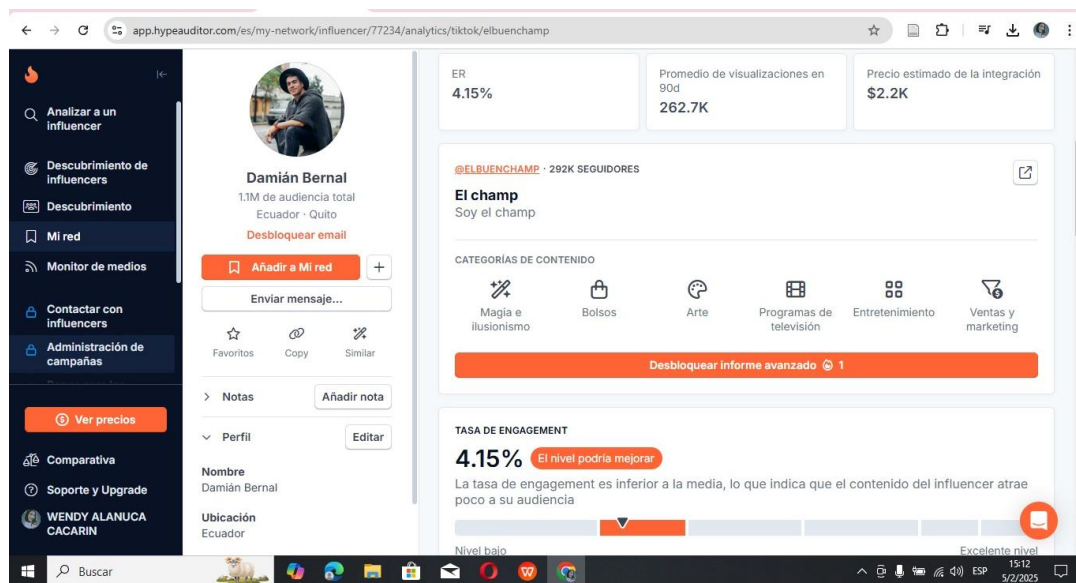 app.hypeauditor.com/es/my-network/influencer/77234/analytics/tiktok/elbuenchamp
Analizar a un
influencer
Descubrimiento de
influencers
Descubrimiento
Mi red
Monitor de medios
Contactar con
influencers
Administración de
campañas
Ver precios
Comparativa
Soporte y Upgrade
WENDY ALANUCA
CACARIN
Damián Bernal
1.1M de audiencia total
Ecuador · Quito
Desbloquear email
Añadir a Mi red
+
Enviar mensaje...
Favoritos
Copy
Similar
Notas
Añadir nota
Perfil
Editar
Nombre
Damián Bernal
Ubicación
Ecuador
ER
4.15%
Promedio de visualizaciones en
90d
262.7K
Precio estimado de la integración
$2.2K
@ELBUENCHAMP · 292K SEGUIDORES
El champ
Soy el champ
CATEGORÍAS DE CONTENIDO
Magia e
ilusionismo
Bolsos
Arte
Programas de
televisión
Entretenimiento
Ventas y
marketing
Desbloquear informe avanzado 1
TASA DE ENGAGEMENT
4.15% El nivel podría mejorar
La tasa de engagement es inferior a la media, lo que indica que el contenido del influencer atrae
poco a su audiencia
Nivel bajo
Excelente nivel
Buscar
ESP
15:12
5/2/2025